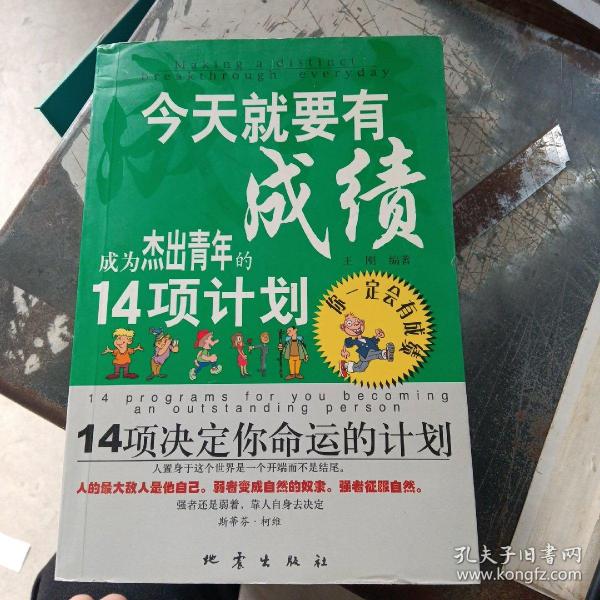 Making a distinct
breakthrough everyday
今天就要有
成绩
王 刚 编著
成为杰出青年的
14项计划
你一定会有成绩
14 programs for you becoming
an outstanding person
14项决定你命运的计划
人置身于这个世界是一个开端而不是结尾。
人的最大敌人是他自己。弱者变成自然的奴隶。强者征服自然。
强者还是弱着，靠人自身去决定
斯蒂芬·柯维
地震出版社
孔夫子旧书网
www.kongfz.com